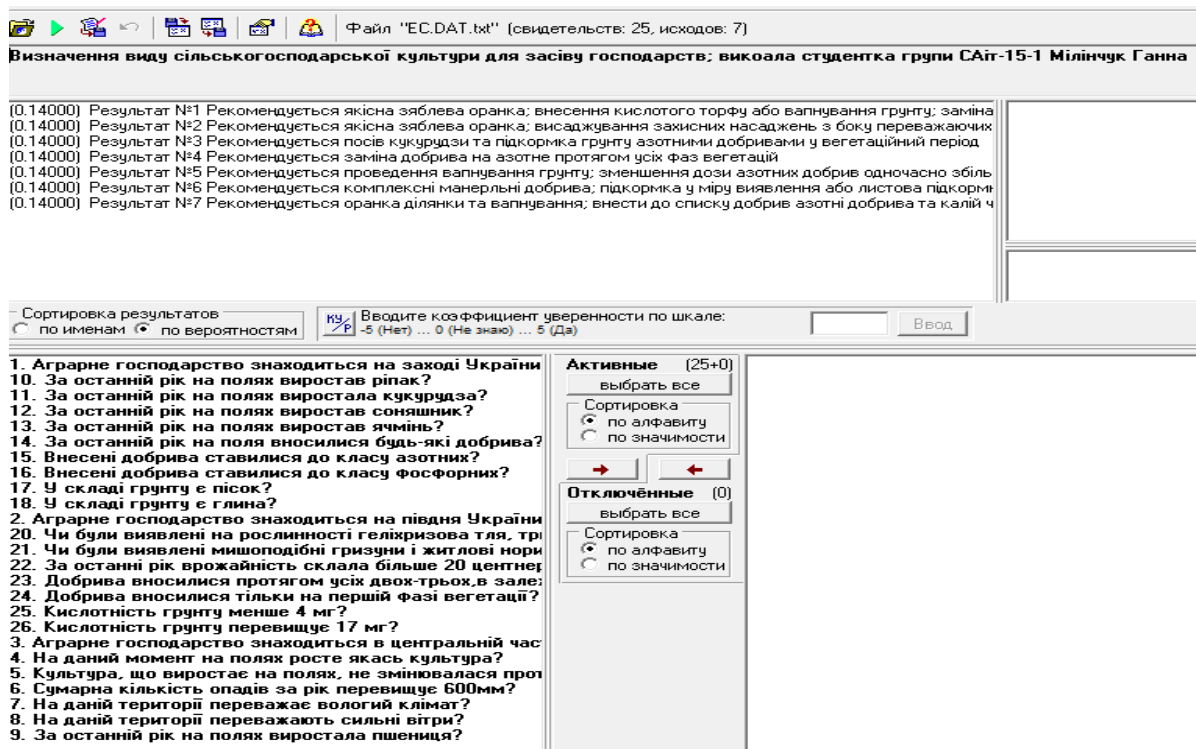 Файл "EC.DAT.txt" (свидетельств: 25, исходов: 7)
Визначення виду сільськогосподарської культури для засіву господарств; викоала студентка групи САіт-15-1 Мілінчук Ганна
(0.14000) Результат №1 Рекомендується якісна зяблева оранка; внесення кислотого торфу або вапнування грунту; заміна
(0.14000) Результат №2 Рекомендується якісна зяблева оранка; висаджування захисних насаджень з боку переважаючих
(0.14000) Результат №3 Рекомендується посів кукурудзи та підкормка грунту азотними добривами у вегетаційний період
(0.14000) Результат №4 Рекомендується заміна добрива на азотне протягом усіх фаз вегетацій
(0.14000) Результат №5 Рекомендується проведення вапнування грунту; зменшення дози азотних добрив одночасно збіль
(0.14000) Результат №6 Рекомендується комплексні манерльні добрива; підкормка у міру виявлення або листова підкормн
(0.14000) Результат №7 Рекомендується оранка ділянки та вапнування; внести до списку добрив азотні добрива та калій ч
Сортировка результатов
по именам по вероятностям
КУ/Р
Вводите коэффициент уверенности по шкале:
-5 (Нет) ... 0 (Не знаю) ... 5 (Да)
Ввод
1. Аграрне господарство знаходиться на заході України
10. За останній рік на полях виростав ріпак?
11. За останній рік на полях виростала кукурудза?
12. За останній рік на полях виростав соняшник?
13. За останній рік на полях виростав ячмінь?
14. За останній рік на поля вносилися будь-які добрива?
15. Внесені добрива ставилися до класу азотних?
16. Внесені добрива ставилися до класу фосфорних?
17. У складі грунту є пісок?
18. У складі грунту є глина?
2. Аграрне господарство знаходиться на півдня України
20. Чи були виявлені на рослинності геліхризова тля, тр
21. Чи були виявлені мишоподібні гризуни і житлові нори
22. За останні рік врожайність склала більше 20 центнер
23. Добрива вносилися протягом усіх двох-трьох,в зале
24. Добрива вносилися тільки на першій фазі вегетації?
25. Кислотність грунту менше 4 мг?
26. Кислотність грунту перевищує 17 мг?
3. Аграрне господарство знаходиться в центральній час
4. На даний момент на полях росте якась культура?
5. Культура, що виростає на полях, не змінювалася прот
6. Сумарна кількість опадів за рік перевищує 600мм?
7. На даній території переважає вологий клімат?
8. На даній території переважають сильні вітри?
9. За останній рік на полях виростала пшениця?
Активные (25+0)
выбрать все
Сортировка
по алфавиту
по значимости
Отключённые (0)
выбрать все
Сортировка
по алфавиту
по значимости